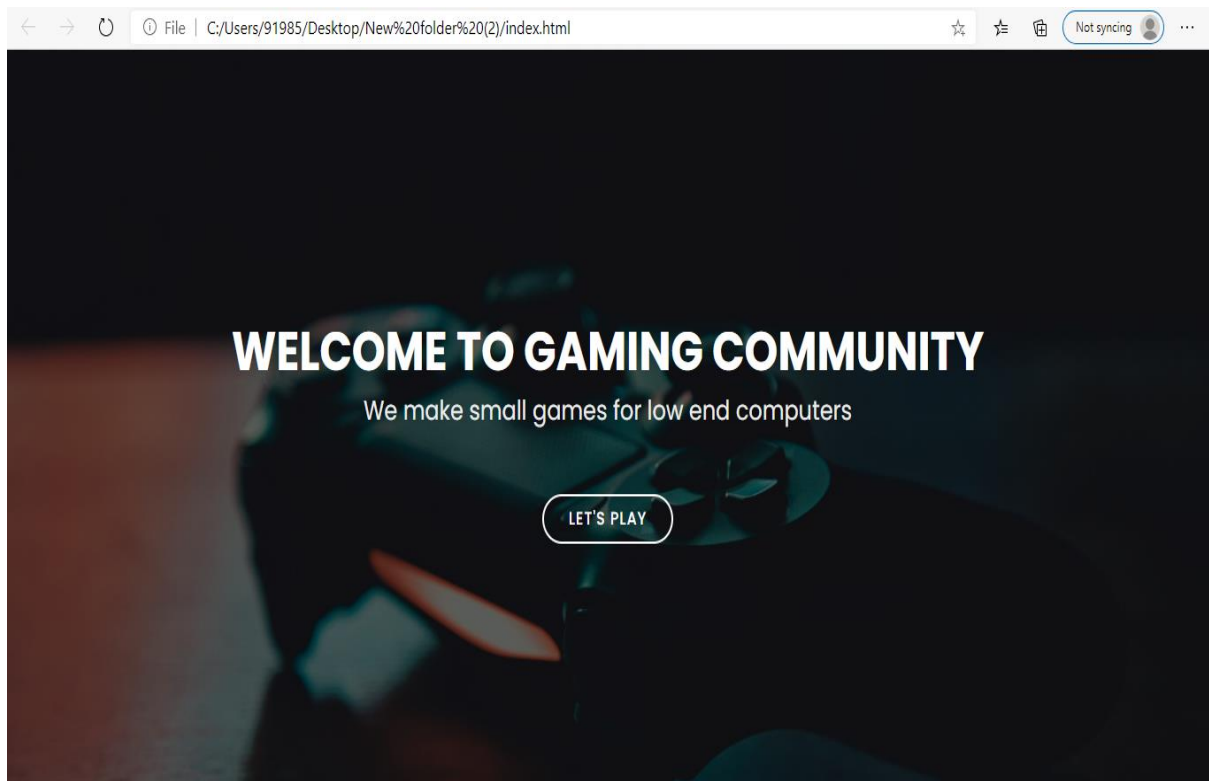 File
C:/Users/91985/Desktop/New%20folder%20(2)/index.html
Not syncing
WELCOME TO GAMING COMMUNITY
We make small games for low end computers
LET'S PLAY